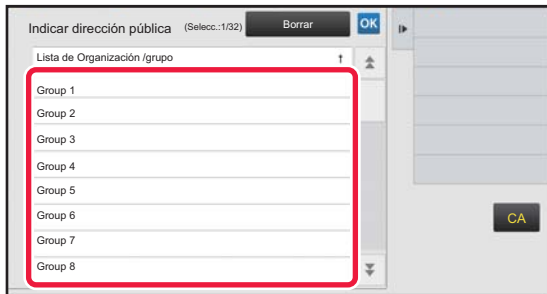 Indicar dirección pública (Selecc.:1/32) Borrar OK
Lista de Organización /grupo ↑
Group 1
Group 2
Group 3
Group 4
Group 5
Group 6
Group 7
Group 8
CA